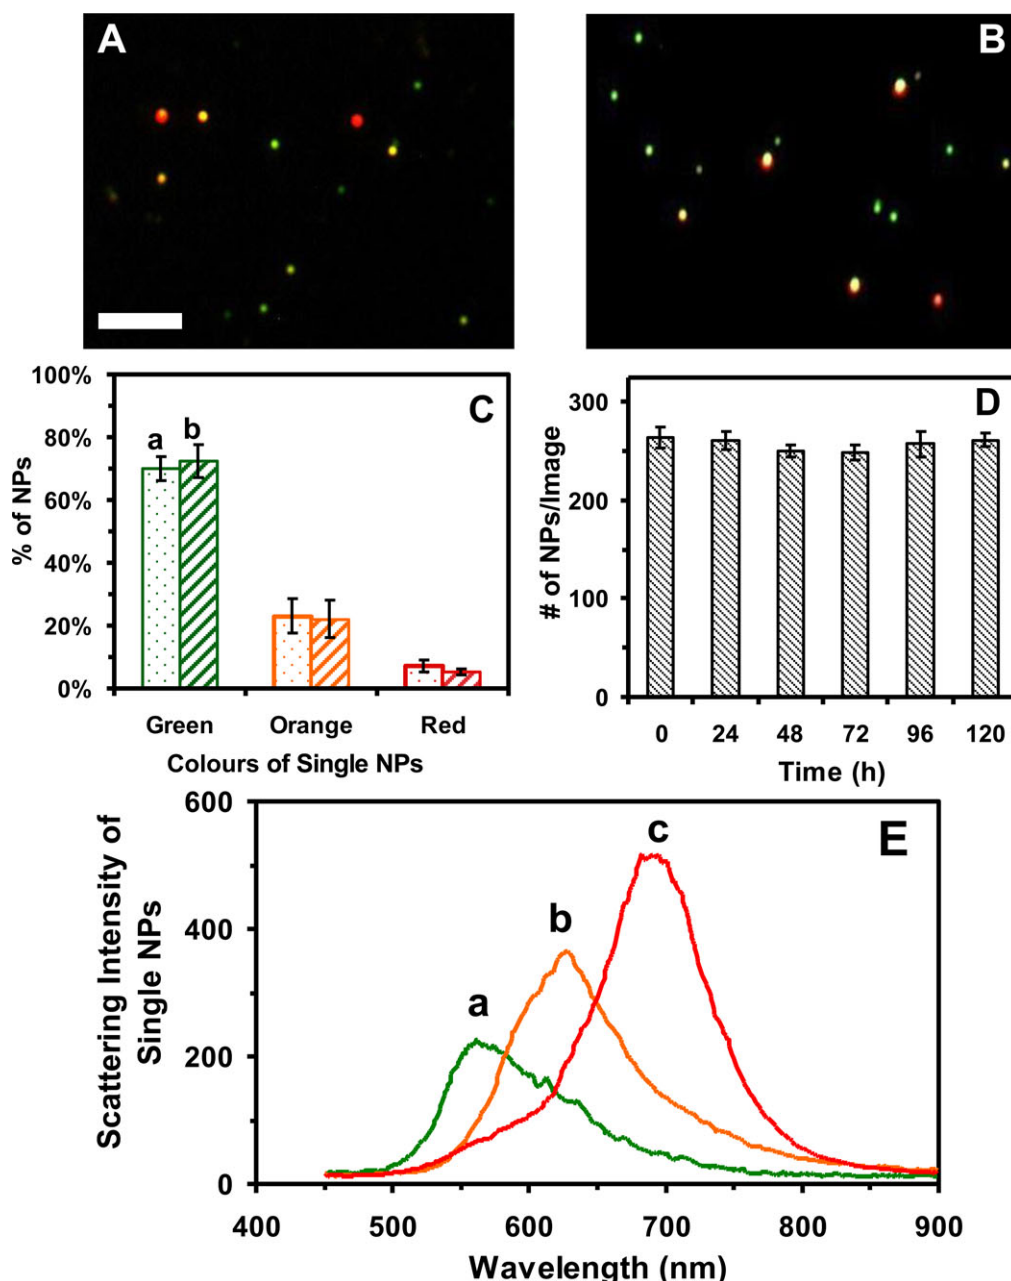 A
B
100%
80%
60%
40%
20%
0%
% of NPs
C
a b
Green Orange Red
Colours of Single NPs
300
200
100
0
# of NPs/Image
D
0 24 48 72 96 120
Time (h)
600
400
200
0
Scattering Intensity of
Single NPs
E
a
b
c
400 500 600 700 800 900
Wavelength (nm)